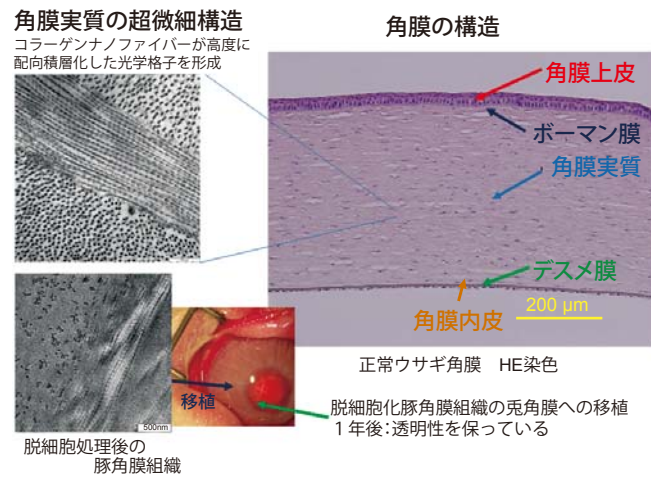 角膜実質の超微細構造
コラーゲンナノファイバーが高度に
配向積層化した光学格子を形成
角膜の構造
角膜上皮
ボーマン膜
角膜実質
デスメ膜
角膜内皮
200 μm
正常ウサギ角膜　HE染色
移植
500nm
脱細胞処理後の
豚角膜組織
脱細胞化豚角膜組織の兎角膜への移植
１年後：透明性を保っている